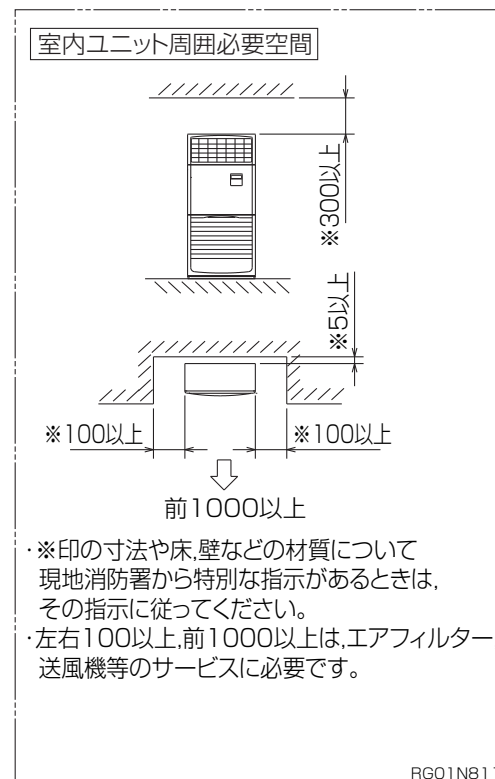 室内ユニット周囲必要空間
※300以上
※5以上
※100以上
※100以上
前1000以上
・※印の寸法や床,壁などの材質について
現地消防署から特別な指示があるときは,
その指示に従ってください。
・左右100以上,前1000以上は,エアフィルター
送風機等のサービスに必要です。